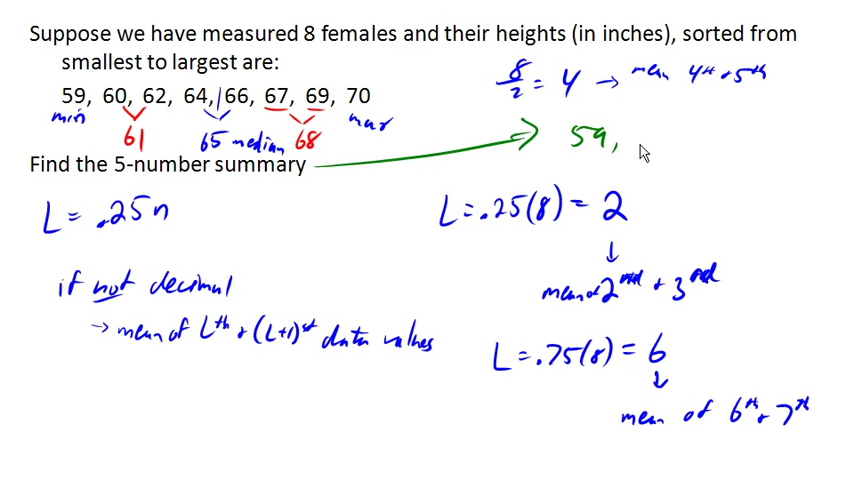 Suppose we have measured 8 females and their heights (in inches), sorted from
smallest to largest are:
8/2 = 4 → mean 4th + 5th
59, 60, 62, 64, 66, 67, 69, 70
min 61 65 median 68 max
59,
Find the 5-number summary
L = .25n
L = .25(8) = 2
mean of 2nd + 3rd
if not decimal
→ mean of Lth + (L+1)st data values
L = .75(8) = 6
mean of 6th + 7th